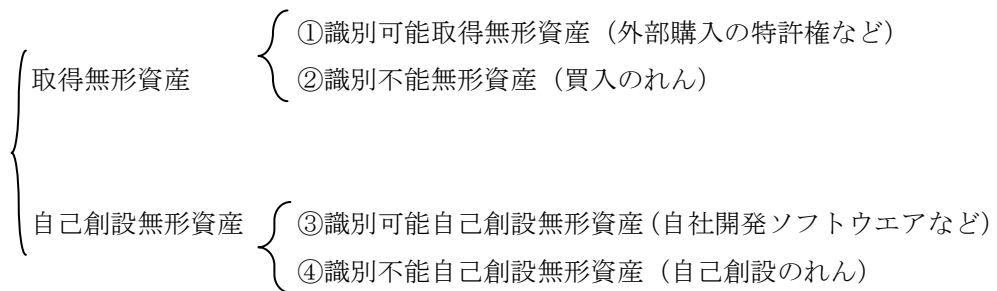 ①識別可能取得無形資産（外部購入の特許権など）
取得無形資産
②識別不能無形資産（買入のれん）
自己創設無形資産
③識別可能自己創設無形資産（自社開発ソフトウエアなど）
④識別不能自己創設無形資産（自己創設のれん）